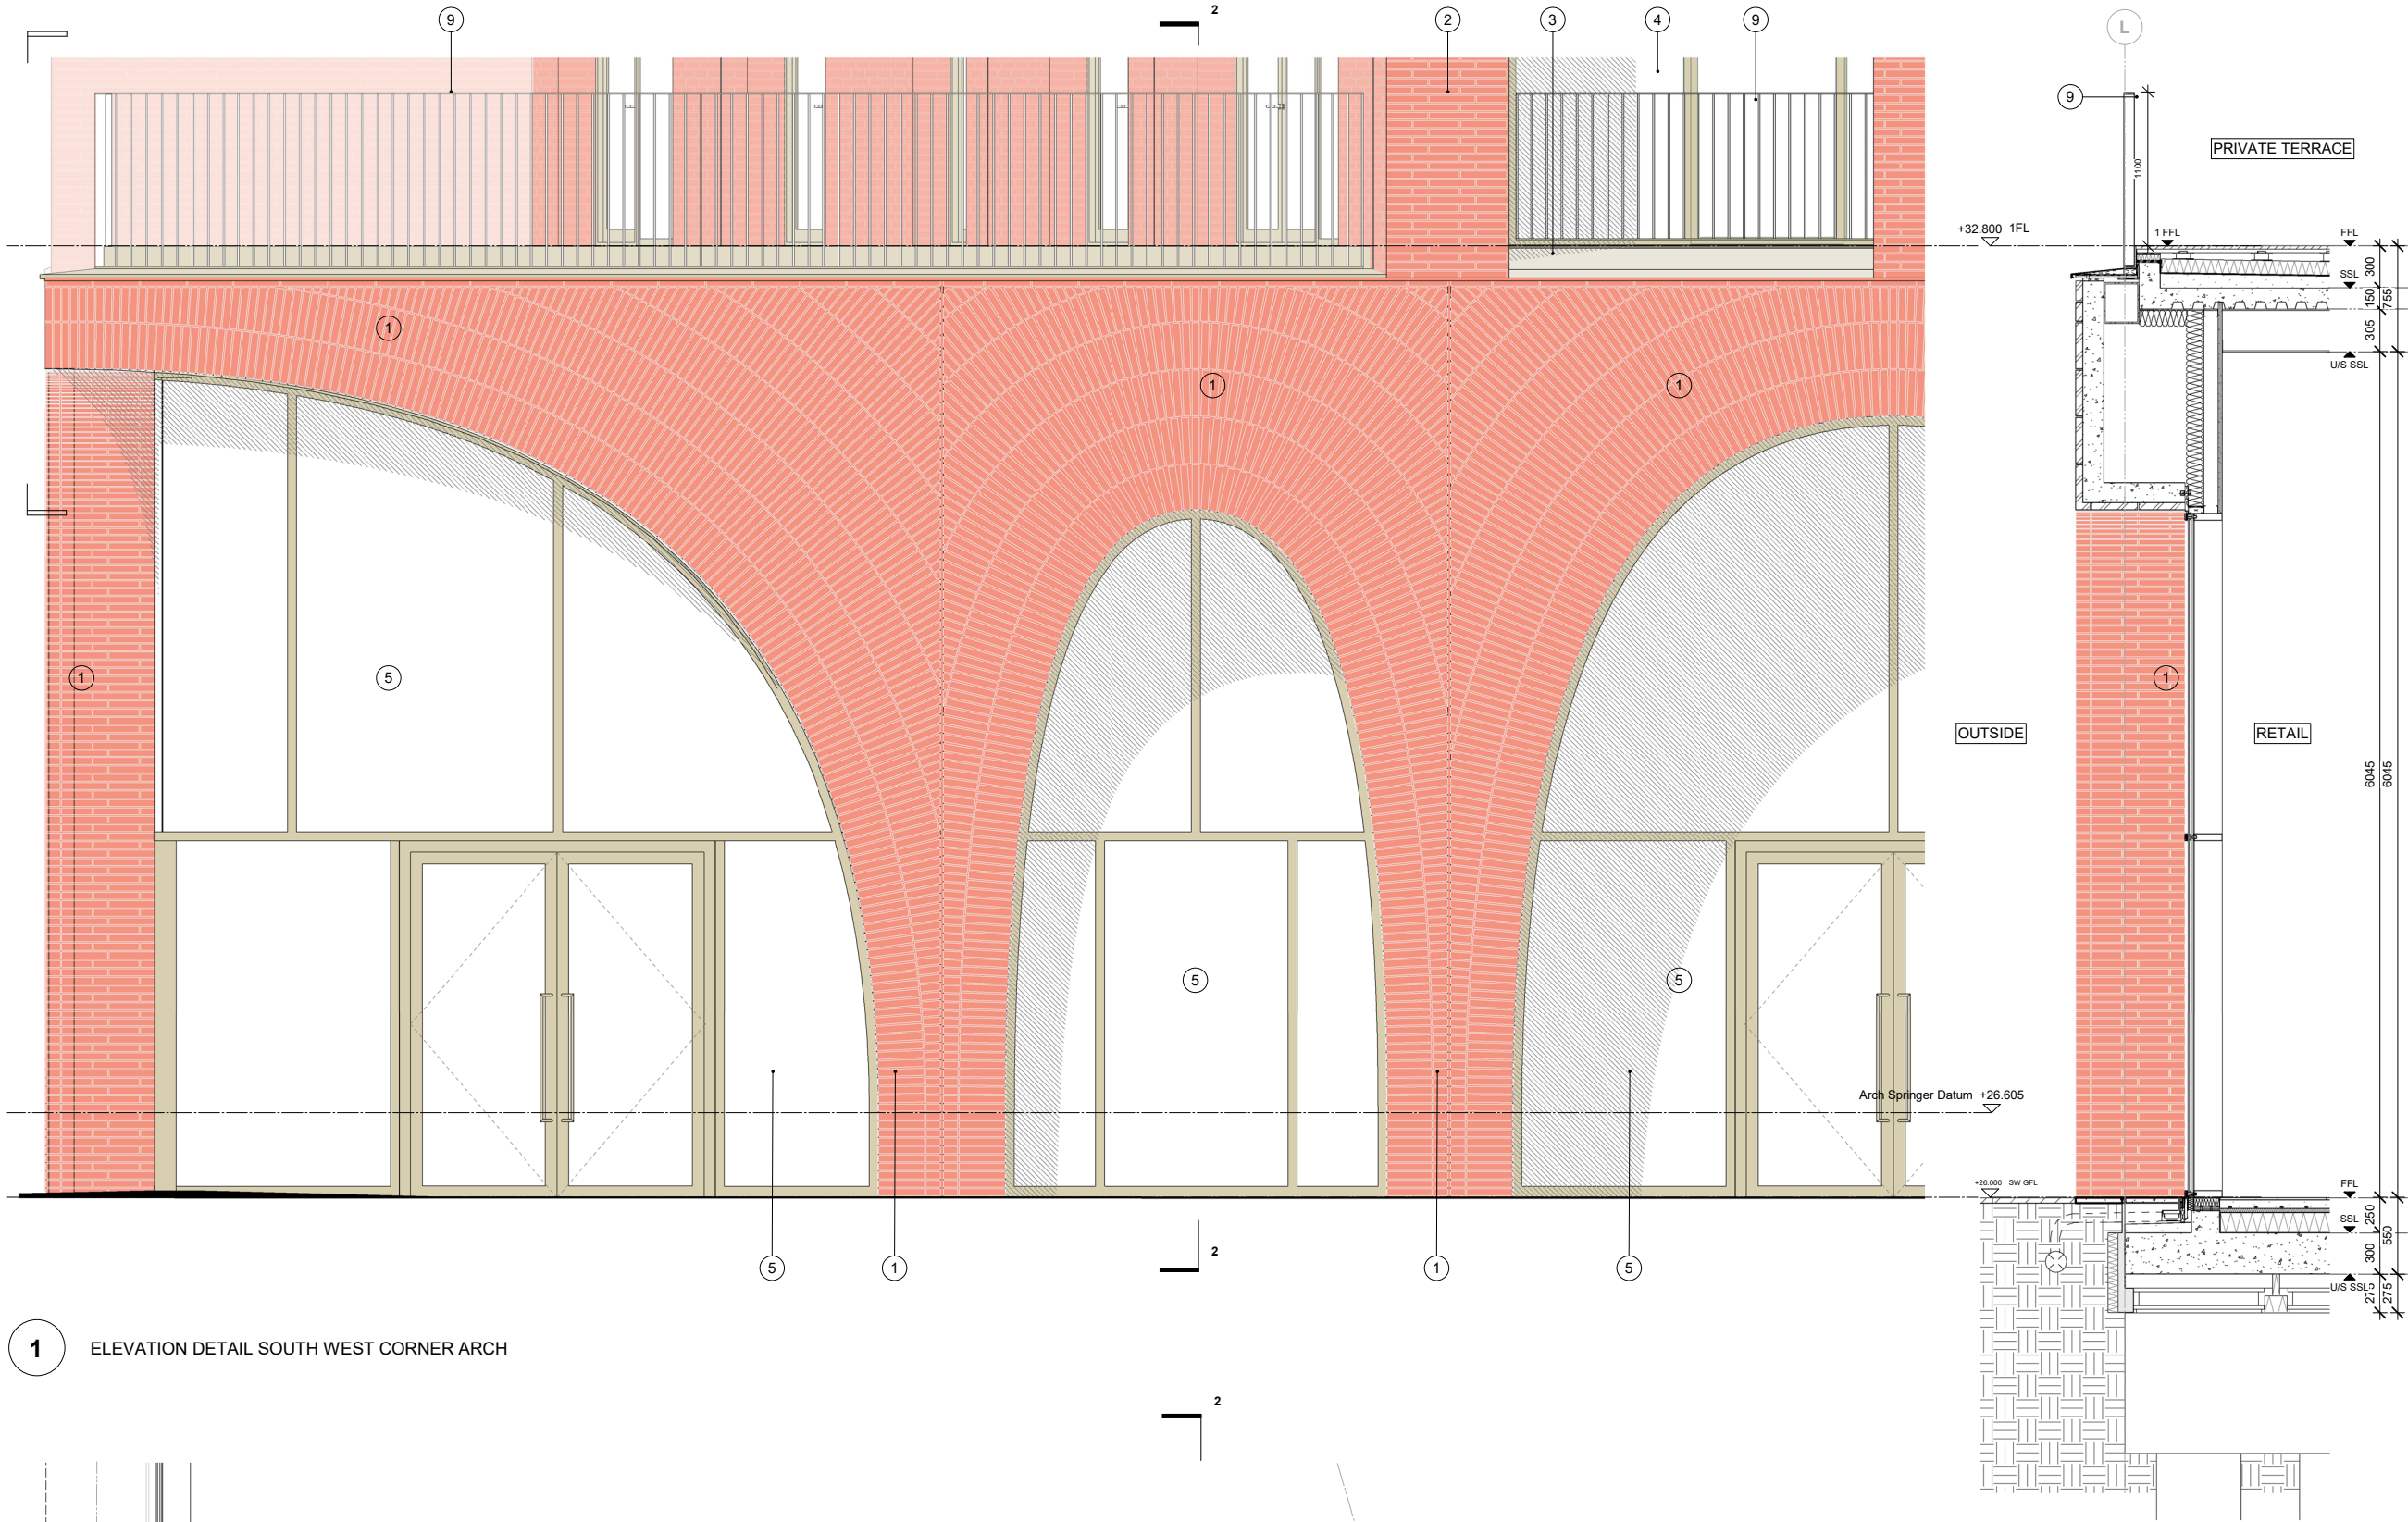 9
2
2
3
4
9
L
9
PRIVATE TERRACE
1100
+32.800 1FL
1 FFL
FFL
300
SSL
150
755
305
U/S SSL
1
1
1
1
5
1
OUTSIDE
RETAIL
6045
6045
5
5
Arch Springer Datum +26.605
+26.000 SW GFL
FFL
250
SSL
550
300
U/S SSL
275
275
5
1
2
1
5
1
ELEVATION DETAIL SOUTH WEST CORNER ARCH
2